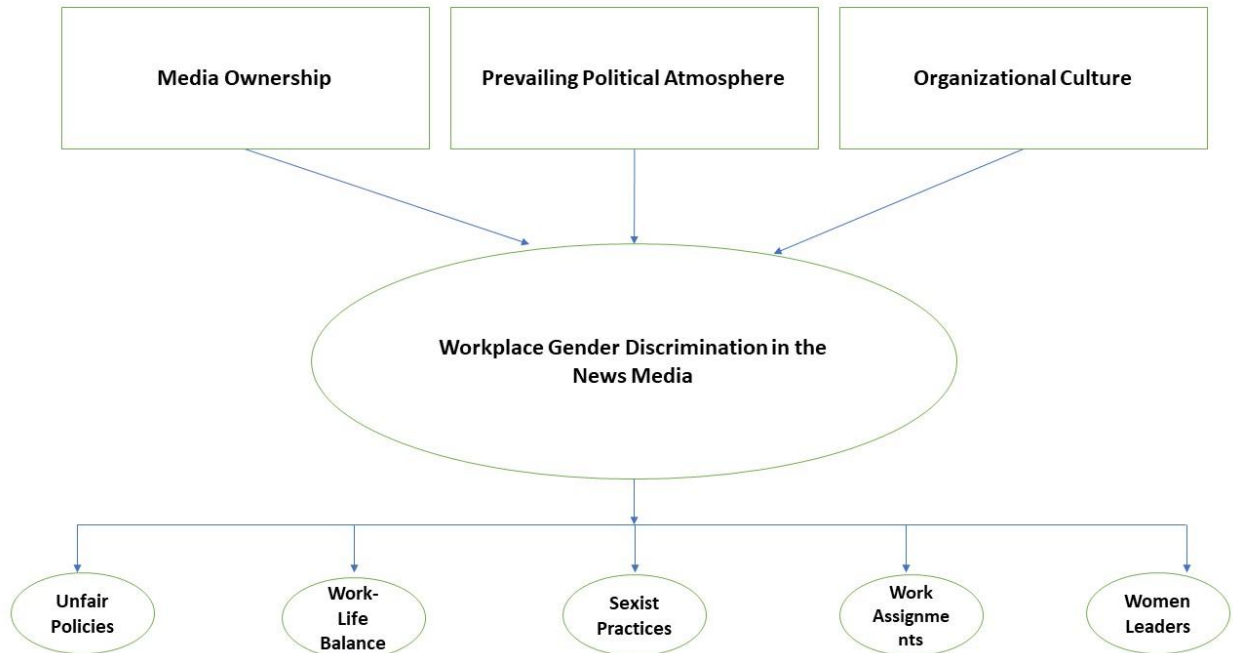 Media Ownership
Prevailing Political Atmosphere
Organizational Culture
Workplace Gender Discrimination in the
News Media
Unfair
Policies
Work-
Life
Balance
Sexist
Practices
Work
Assignme
nts
Women
Leaders